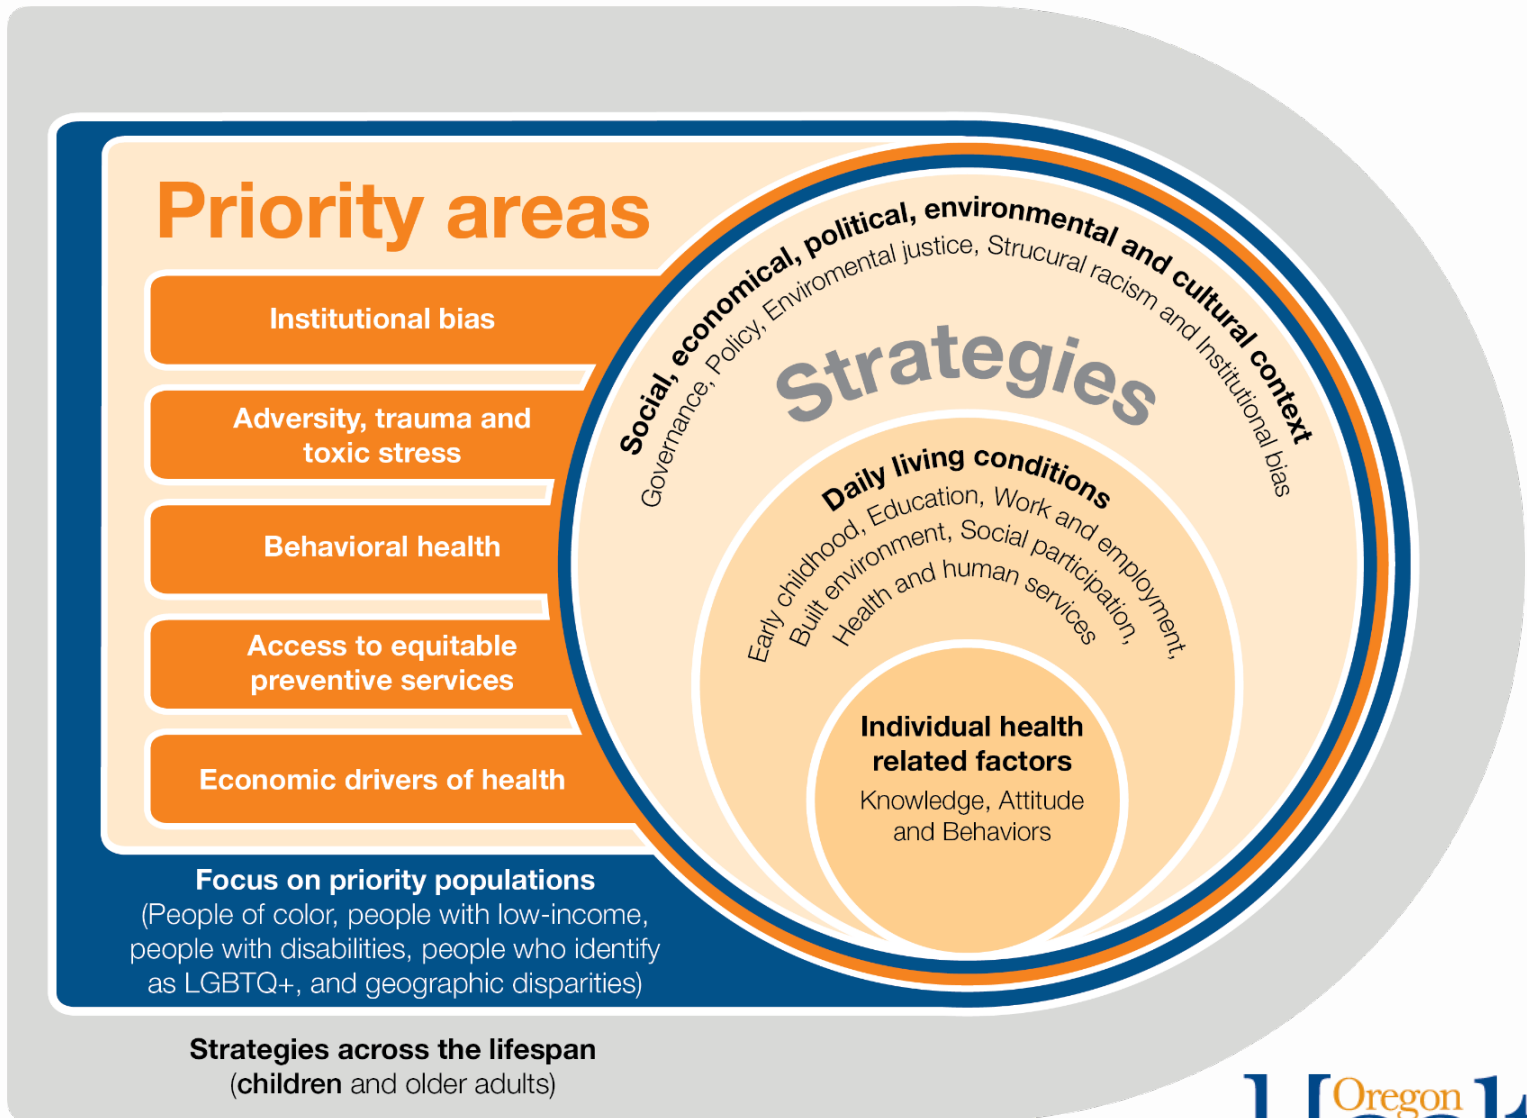 Priority areas
Institutional bias
Adversity, trauma and
toxic stress
Behavioral health
Access to equitable
preventive services
Economic drivers of health
Focus on priority populations
(People of color, people with low-income,
people with disabilities, people who identify
as LGBTQ+, and geographic disparities)
Strategies across the lifespan
(children and older adults)
Social, economical, political, environmental and cultural context
Governance, Policy, Enviromental justice, Strucural racism and Institutional bias
Strategies
Daily living conditions
Early childhood, Education, Work and employment,
Built environment, Social participation,
Health and human services
Individual health
related factors
Knowledge, Attitude
and Behaviors
Oregon